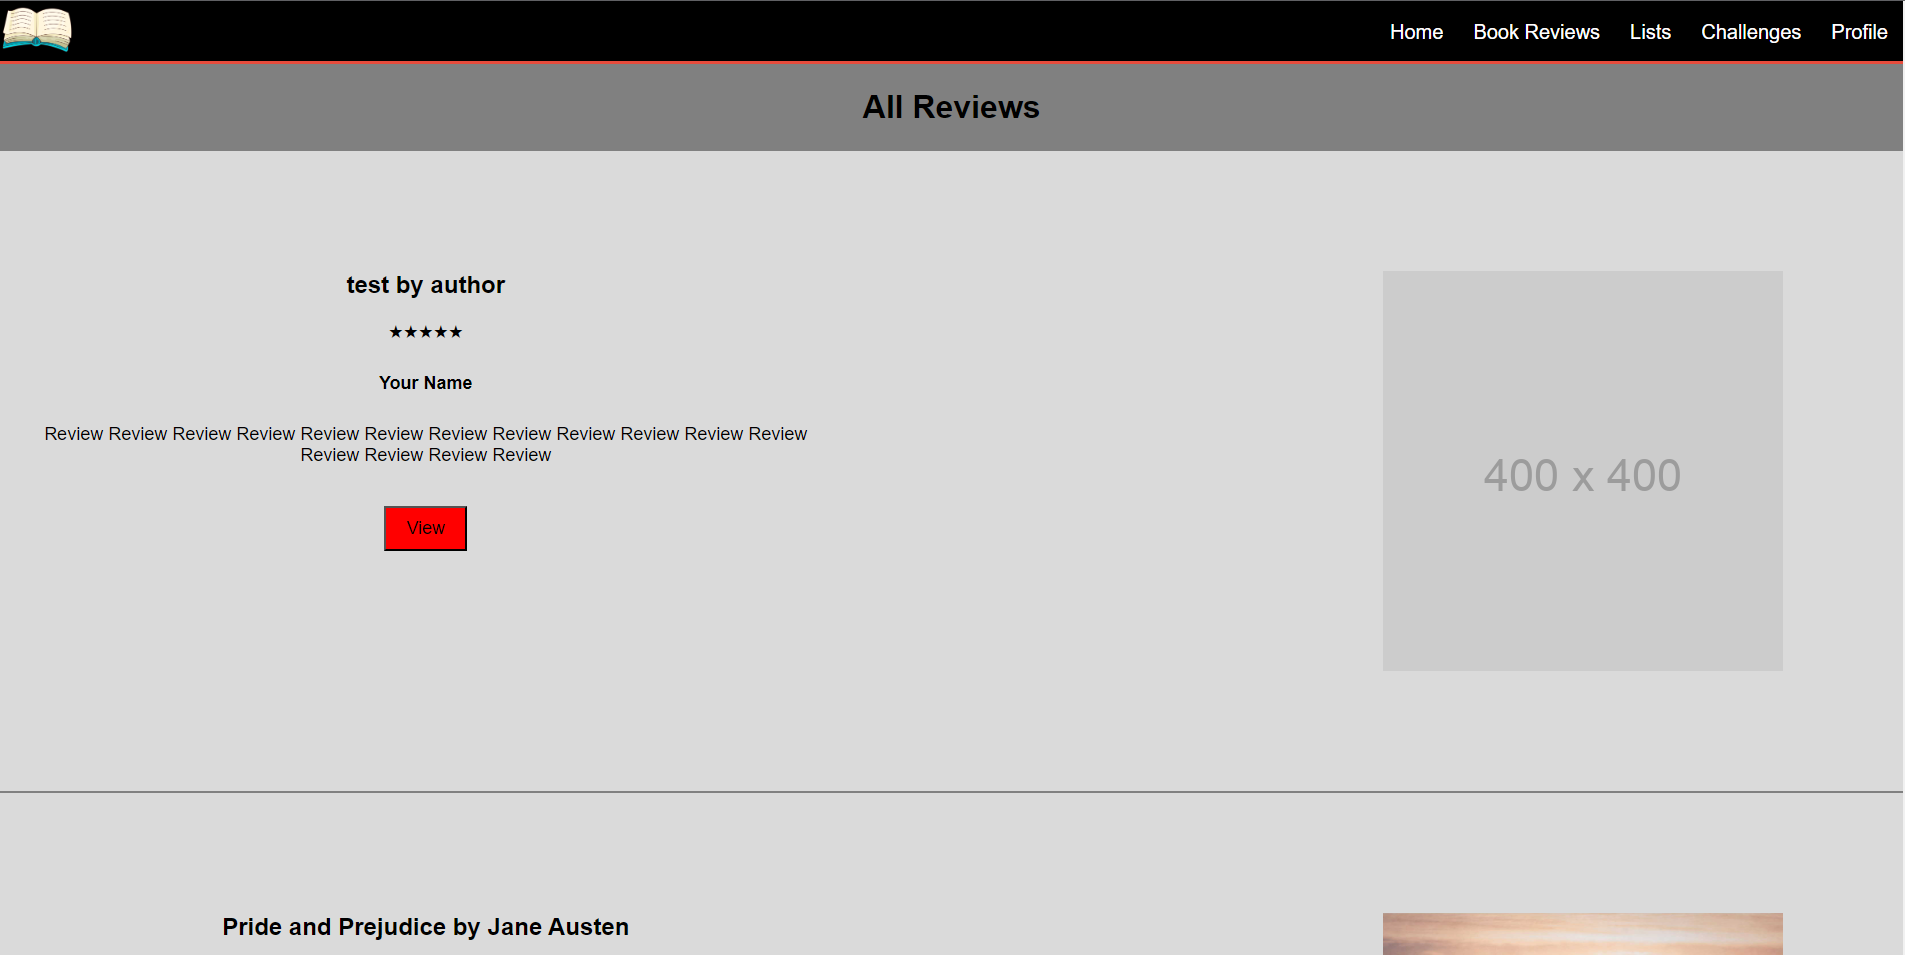 Home Book Reviews Lists Challenges Profile
All Reviews
test by author
★★★★★
Your Name
Review Review Review Review Review Review Review Review Review Review Review Review
Review Review Review Review
View
400 x 400
Pride and Prejudice by Jane Austen